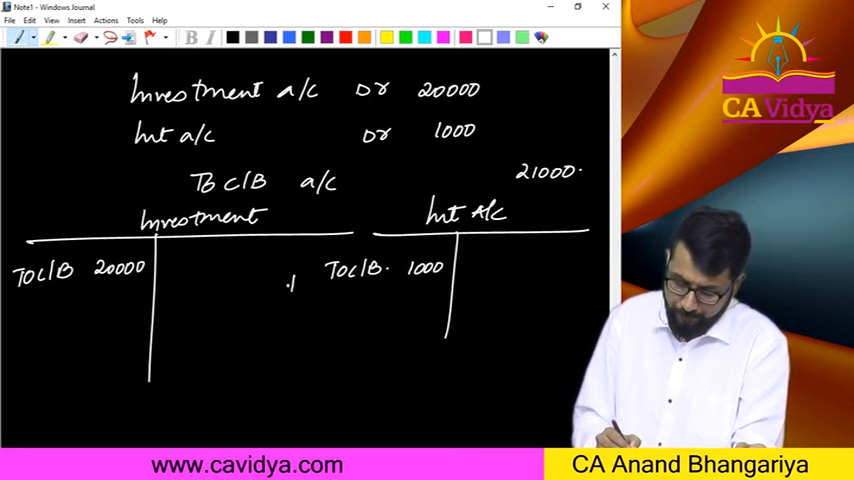 Note1 - Windows Journal
File Edit View Insert Actions Tools Help
B I
Investment a/c Dr 20000
Int a/c Dr 1000
To C/B a/c 21000.
Investment
Int A/c
To C/B 20000
To C/B. 1000
CA Vidya
www.cavidya.com
CA Anand Bhangariya